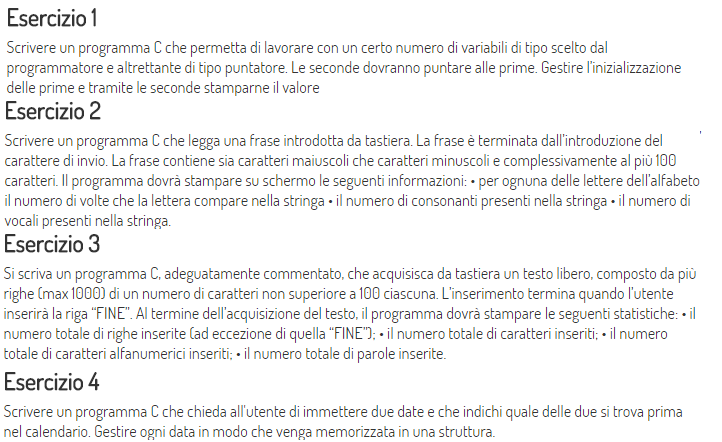 Esercizio 1
Scrivere un programma C che permetta di lavorare con un certo numero di variabili di tipo scelto dal
programmatore e altrettante di tipo puntatore. Le seconde dovranno puntare alle prime. Gestire l'inizializzazione
delle prime e tramite le seconde stamparne il valore
Esercizio 2
Scrivere un programma C che legga una frase introdotta da tastiera. La frase è terminata dall'introduzione del
carattere di invio. La frase contiene sia caratteri maiuscoli che caratteri minuscoli e complessivamente al più 100
caratteri. Il programma dovrà stampare su schermo le seguenti informazioni: • per ognuna delle lettere dell'alfabeto
il numero di volte che la lettera compare nella stringa • il numero di consonanti presenti nella stringa • il numero di
vocali presenti nella stringa.
Esercizio 3
Si scriva un programma C, adeguatamente commentato, che acquisisca da tastiera un testo libero, composto da più
righe (max 1000) di un numero di caratteri non superiore a 100 ciascuna. L'inserimento termina quando l'utente
inserirà la riga "FINE". Al termine dell'acquisizione del testo, il programma dovrà stampare le seguenti statistiche: • il
numero totale di righe inserite (ad eccezione di quella "FINE"); • il numero totale di caratteri inseriti; • il numero
totale di caratteri alfanumerici inseriti; • il numero totale di parole inserite.
Esercizio 4
Scrivere un programma C che chieda all'utente di immettere due date e che indichi quale delle due si trova prima
nel calendario. Gestire ogni data in modo che venga memorizzata in una struttura.